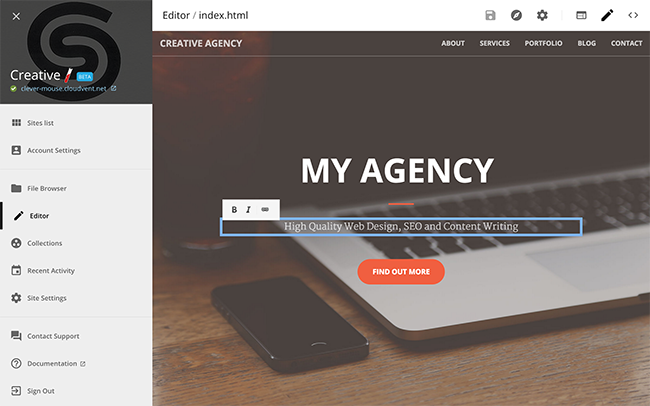 Editor / index.html
Creative BETA
clever-mouse.cloudvent.net
Sites list
Account Settings
File Browser
Editor
Collections
Recent Activity
Site Settings
Contact Support
Documentation
Sign Out
CREATIVE AGENCY
ABOUT SERVICES PORTFOLIO BLOG CONTACT
MY AGENCY
B I
High Quality Web Design, SEO and Content Writing
FIND OUT MORE